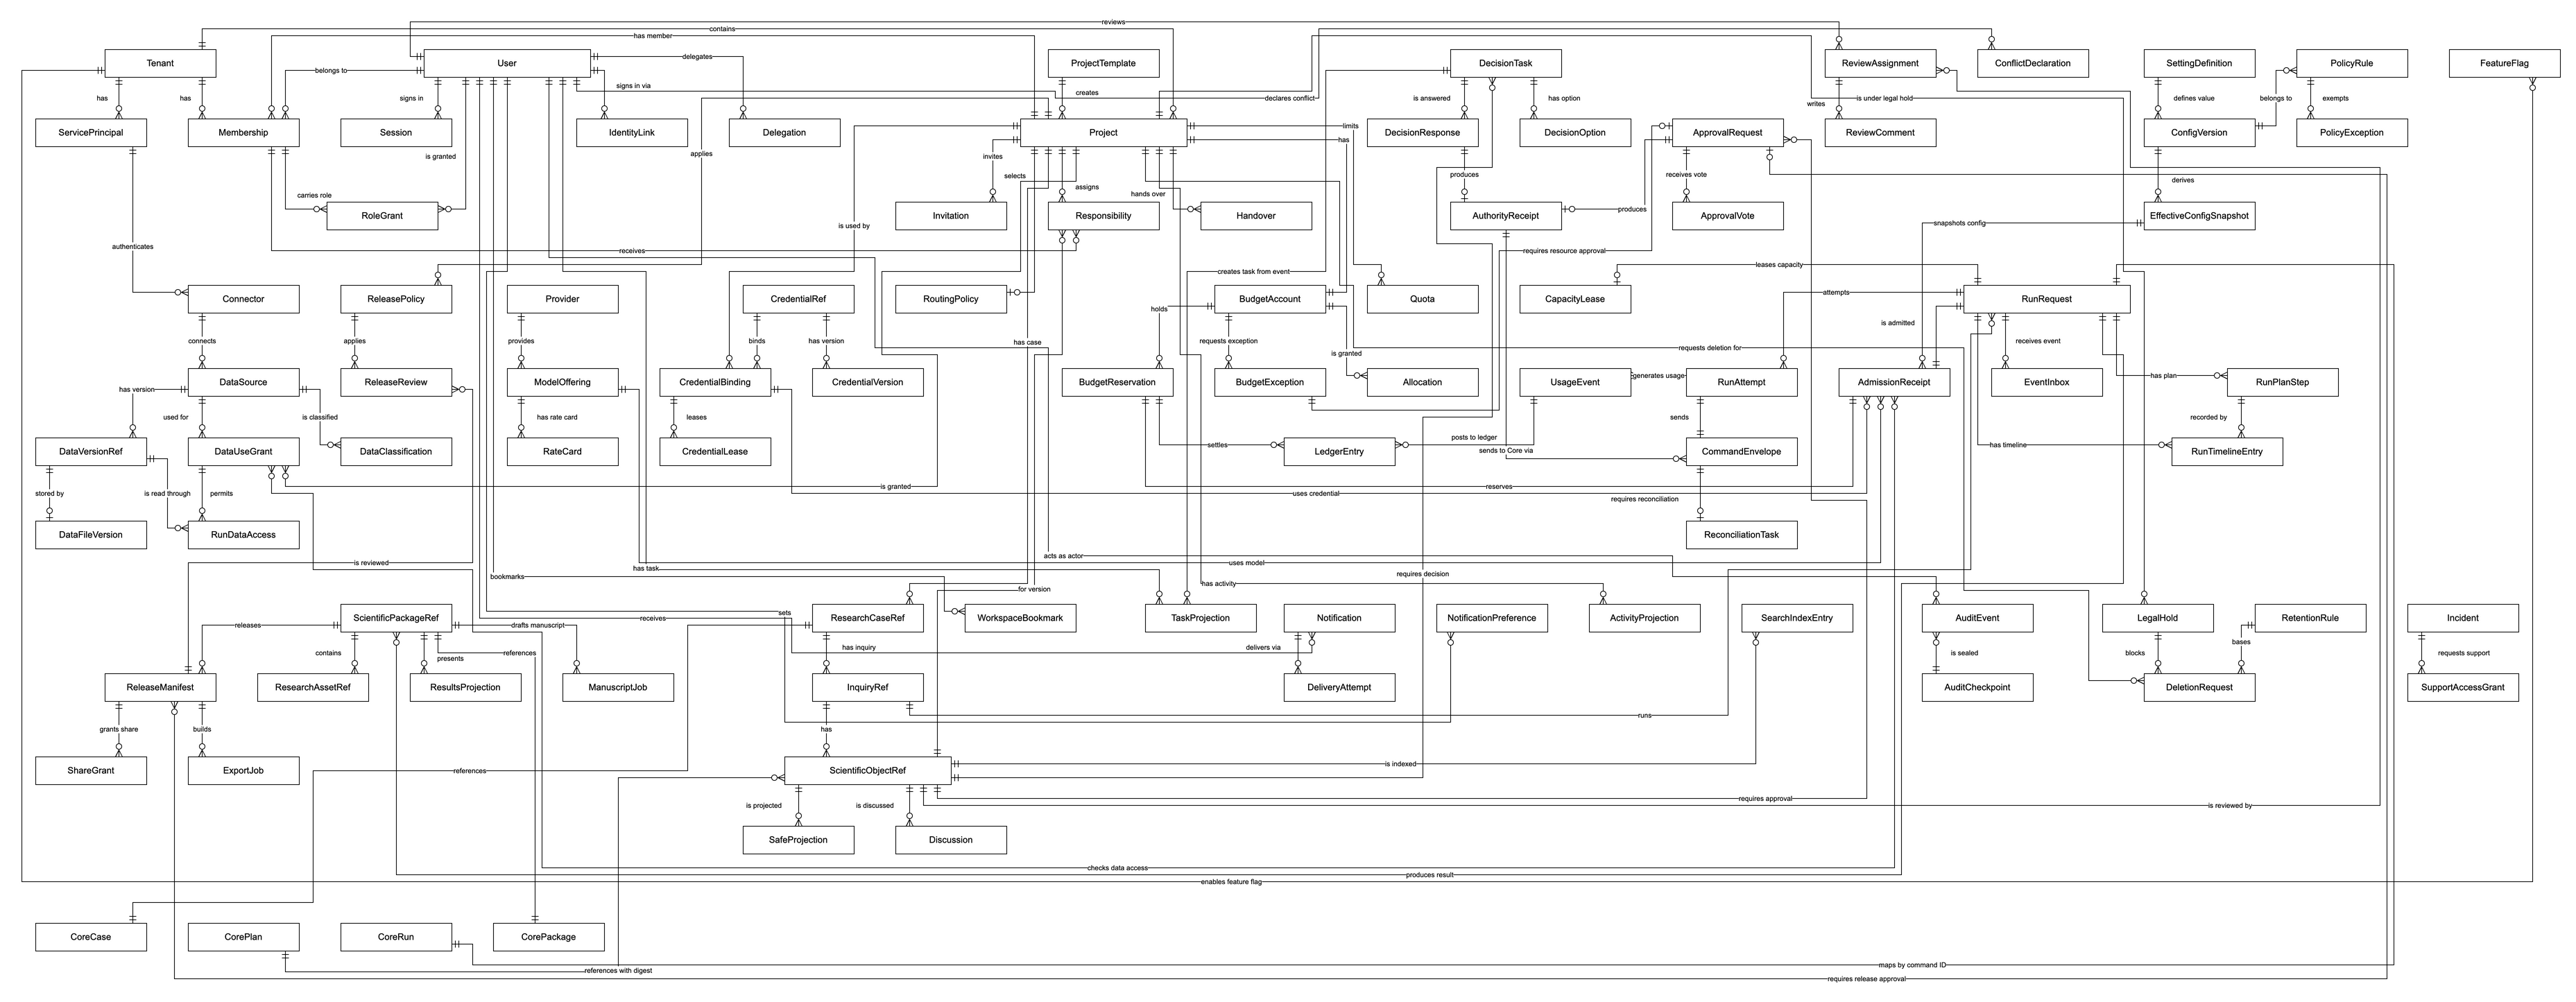 reviews
contains
has member
Tenant
User
ProjectTemplate
DecisionTask
ReviewAssignment
ConflictDeclaration
SettingDefinition
PolicyRule
FeatureFlag
belongs to
delegates
signs in via
creates
declares conflict
has
has
signs in
is answered
has option
writes
is under legal hold
defines value
belongs to
exempts
ServicePrincipal
Membership
Session
IdentityLink
Delegation
Project
limits
DecisionResponse
DecisionOption
ApprovalRequest
ReviewComment
ConfigVersion
PolicyException
has
is granted
applies
invites
selects
assigns
hands over
produces
receives vote
derives
carries role
RoleGrant
Invitation
Responsibility
Handover
AuthorityReceipt
produces
ApprovalVote
EffectiveConfigSnapshot
is used by
snapshots config
authenticates
receives
requires resource approval
creates task from event
leases capacity
Connector
ReleasePolicy
Provider
CredentialRef
RoutingPolicy
BudgetAccount
Quota
CapacityLease
attempts
RunRequest
holds
is admitted
connects
applies
provides
binds
has version
has case
requests exception
is granted
requests deletion for
receives event
DataSource
ReleaseReview
ModelOffering
CredentialBinding
CredentialVersion
BudgetReservation
BudgetException
Allocation
UsageEvent
generates usage
RunAttempt
AdmissionReceipt
EventInbox
has plan
RunPlanStep
has version
used for
is classified
has rate card
leases
sends
recorded by
DataVersionRef
DataUseGrant
DataClassification
RateCard
CredentialLease
settles
LedgerEntry
posts to ledger
sends to Core via
CommandEnvelope
has timeline
RunTimelineEntry
stored by
is read through
permits
is granted
reserves
uses credential
requires reconciliation
DataFileVersion
RunDataAccess
ReconciliationTask
is reviewed
acts as actor
uses model
has task
bookmarks
requires decision
has activity
for version
ScientificPackageRef
sets
receives
ResearchCaseRef
WorkspaceBookmark
TaskProjection
Notification
NotificationPreference
ActivityProjection
SearchIndexEntry
AuditEvent
LegalHold
RetentionRule
Incident
releases
drafts manuscript
contains
presents
references
has inquiry
delivers via
is sealed
blocks
bases
requests support
ReleaseManifest
ResearchAssetRef
ResultsProjection
ManuscriptJob
InquiryRef
DeliveryAttempt
AuditCheckpoint
DeletionRequest
SupportAccessGrant
runs
grants share
builds
has
ShareGrant
ExportJob
references
ScientificObjectRef
is indexed
requires approval
is projected
is discussed
is reviewed by
SafeProjection
Discussion
checks data access
produces result
enables feature flag
CoreCase
CorePlan
CoreRun
CorePackage
references with digest
maps by command ID
requires release approval